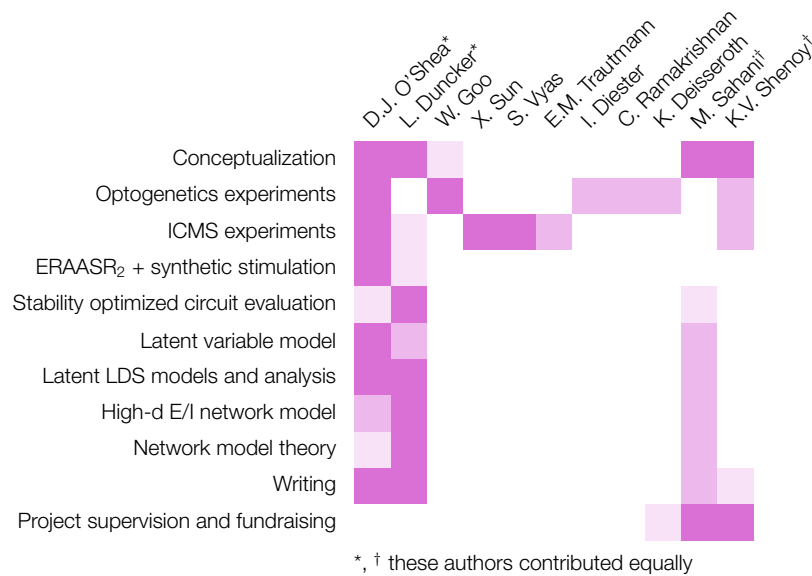 D.J. O'Shea*
L. Duncker*
W. Goo
X. Sun
S. Vyas
E.M. Trautmann
I. Diester
C. Ramakrishnan
K. Deisseroth
M. Sahani†
K.V. Shenoy†
Conceptualization
Optogenetics experiments
ICMS experiments
ERAASR₂ + synthetic stimulation
Stability optimized circuit evaluation
Latent variable model
Latent LDS models and analysis
High-d E/I network model
Network model theory
Writing
Project supervision and fundraising
*, † these authors contributed equally